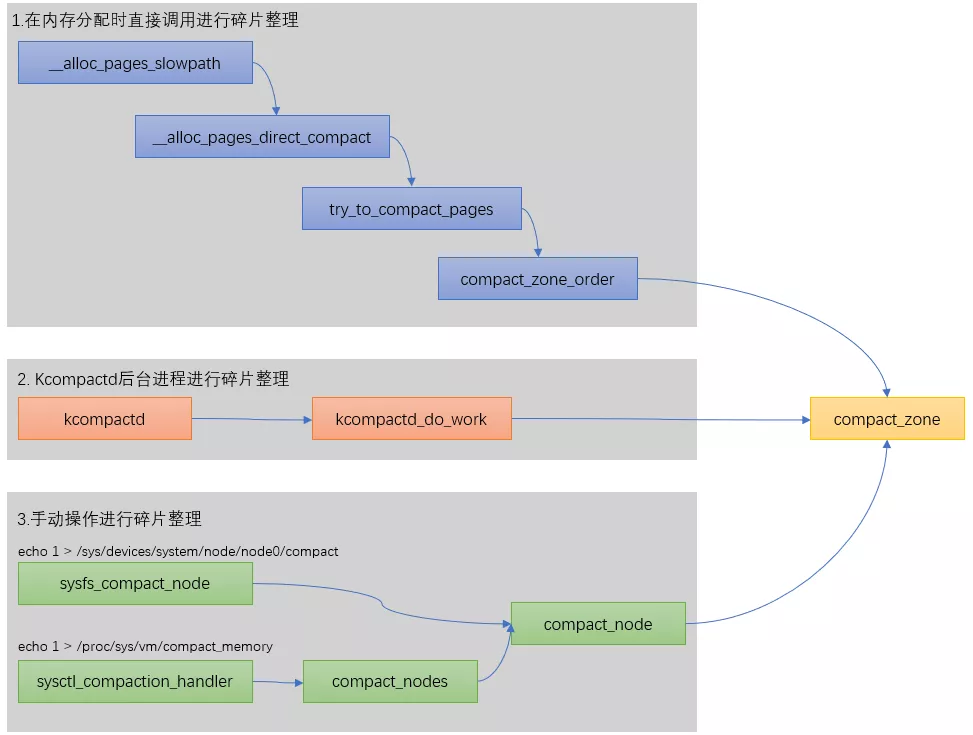 1.在内存分配时直接调用进行碎片整理
__alloc_pages_slowpath
__alloc_pages_direct_compact
try_to_compact_pages
compact_zone_order
2. Kcompactd后台进程进行碎片整理
kcompactd
kcompactd_do_work
compact_zone
3.手动操作进行碎片整理
echo 1 > /sys/devices/system/node/node0/compact
sysfs_compact_node
compact_node
echo 1 > /proc/sys/vm/compact_memory
sysctl_compaction_handler
compact_nodes